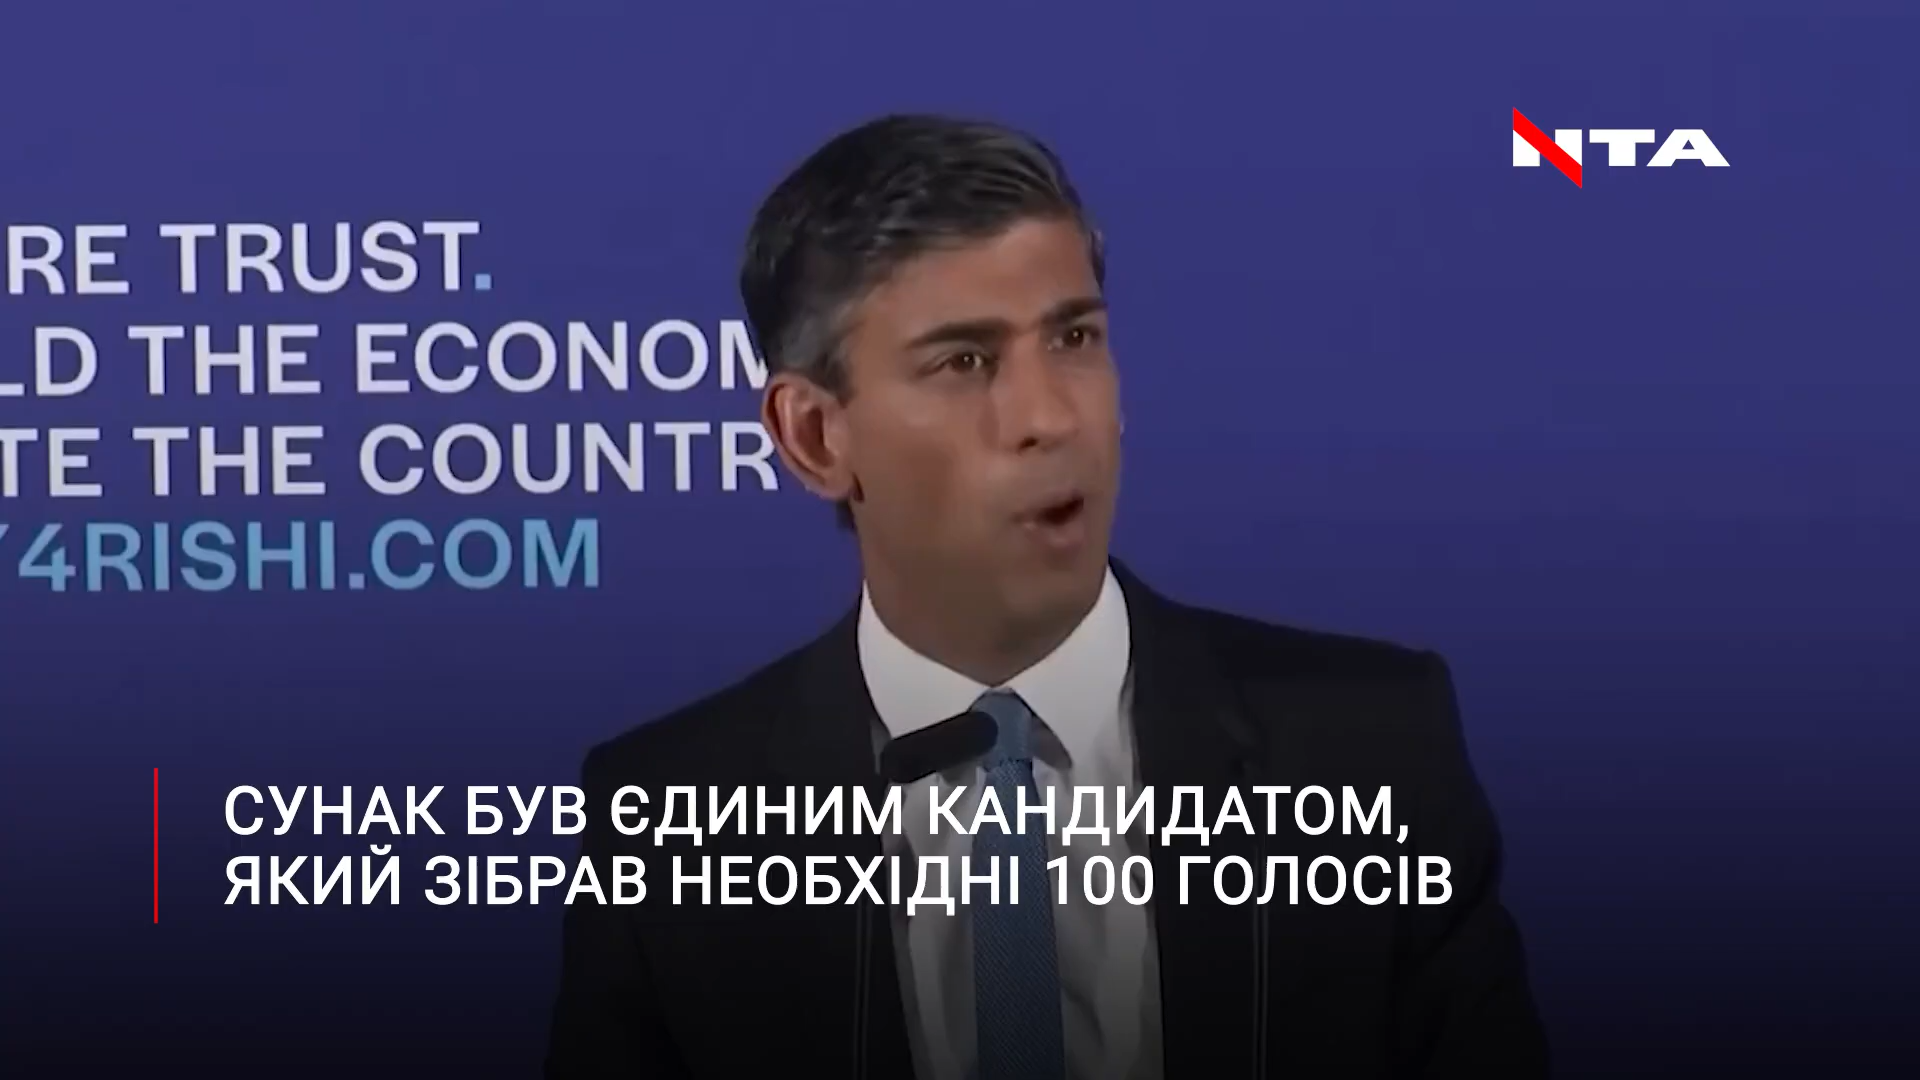 NTA
RE TRUST.
LD THE ECONOM
TE THE COUNTR
Y4RISHI.COM
СУНАК БУВ ЄДИНИМ КАНДИДАТОМ,
ЯКИЙ ЗІБРАВ НЕОБХІДНІ 100 ГОЛОСІВ